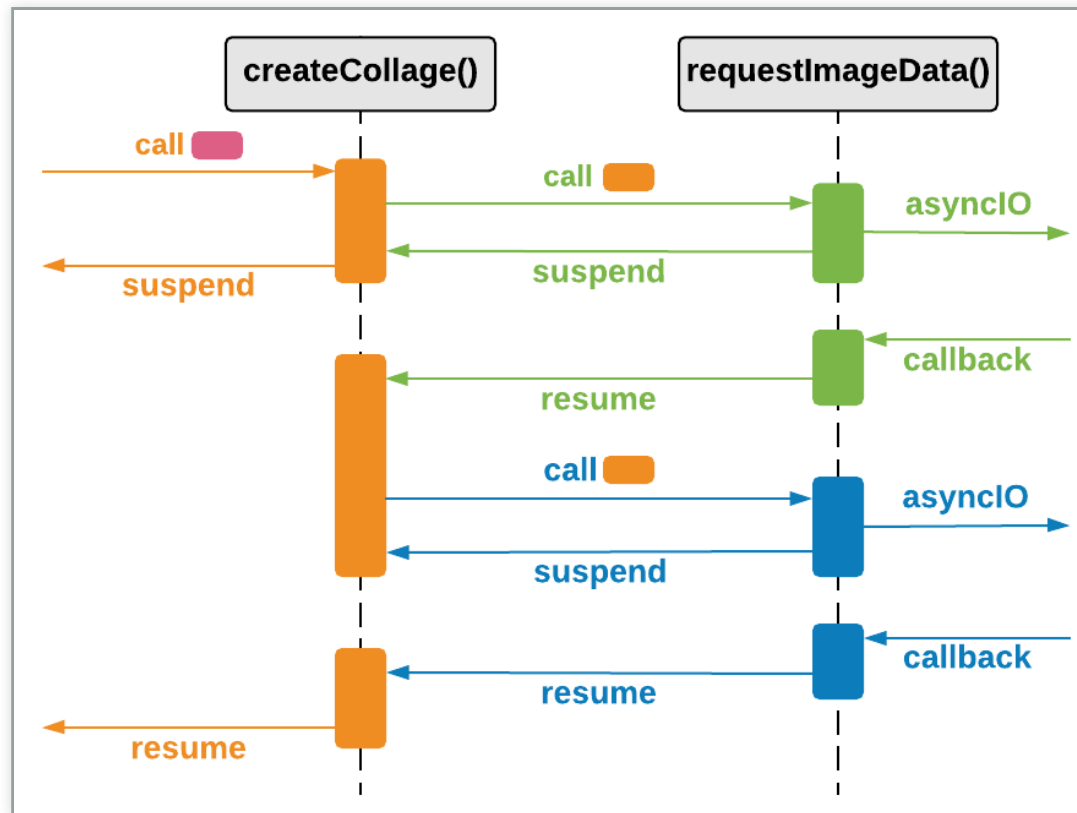 createCollage()
requestImageData()
call
call
asyncIO
suspend
suspend
callback
resume
call
asyncIO
suspend
callback
resume
resume